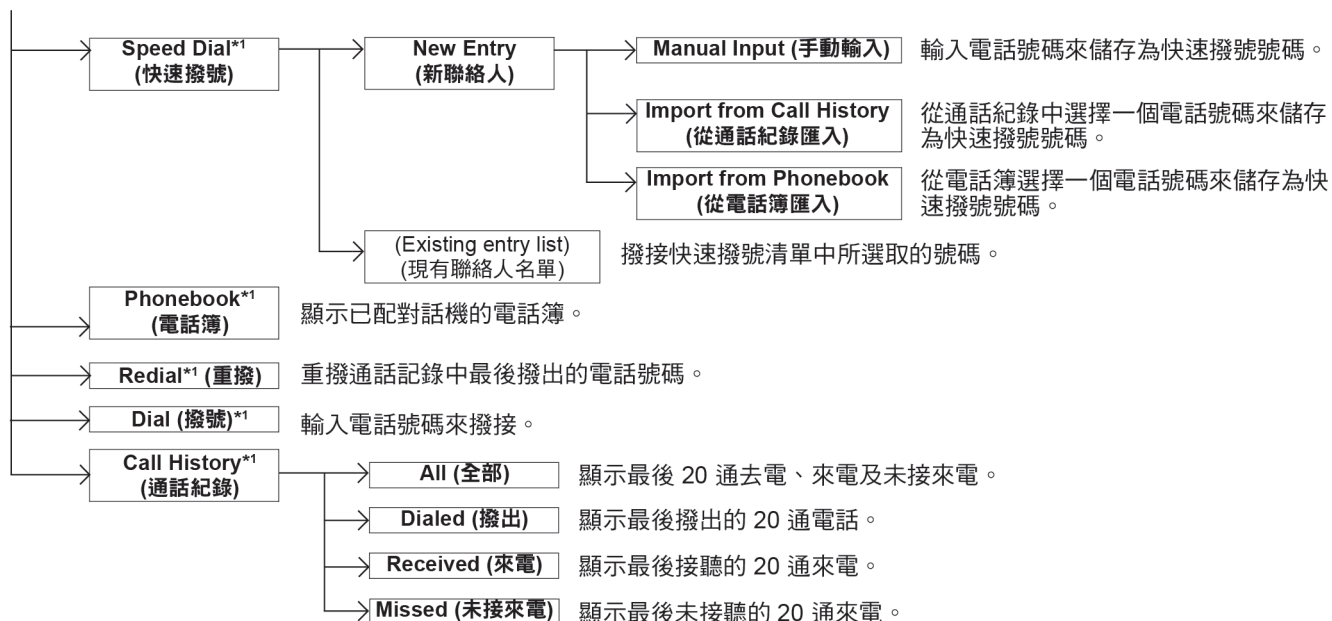 Speed Dial*1
(快速撥號)
New Entry
(新聯絡人)
Manual Input (手動輸入)
輸入電話號碼來儲存為快速撥號號碼。
Import from Call History
(從通話紀錄匯入)
從通話紀錄中選擇一個電話號碼來儲存
為快速撥號號碼。
Import from Phonebook
(從電話簿匯入)
從電話簿選擇一個電話號碼來儲存為快
速撥號號碼。
(Existing entry list)
(現有聯絡人名單)
撥接快速撥號清單中所選取的號碼。
Phonebook*1
(電話簿)
顯示已配對話機的電話簿。
Redial*1 (重撥)
重撥通話記錄中最後撥出的電話號碼。
Dial (撥號)*1
輸入電話號碼來撥接。
Call History*1
(通話紀錄)
All (全部)
顯示最後 20 通去電、來電及未接來電。
Dialed (撥出)
顯示最後撥出的 20 通電話。
Received (來電)
顯示最後接聽的 20 通來電。
Missed (未接來電)
顯示最後未接聽的 20 通來電。